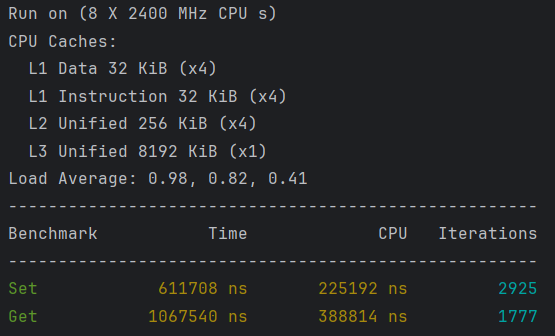 Run on (8 X 2400 MHz CPU s)
CPU Caches:
  L1 Data 32 KiB (x4)
  L1 Instruction 32 KiB (x4)
  L2 Unified 256 KiB (x4)
  L3 Unified 8192 KiB (x1)
Load Average: 0.98, 0.82, 0.41
-----------------------------------------------------
Benchmark           Time             CPU   Iterations
-----------------------------------------------------
Set            611708 ns       225192 ns         2925
Get           1067540 ns       388814 ns         1777